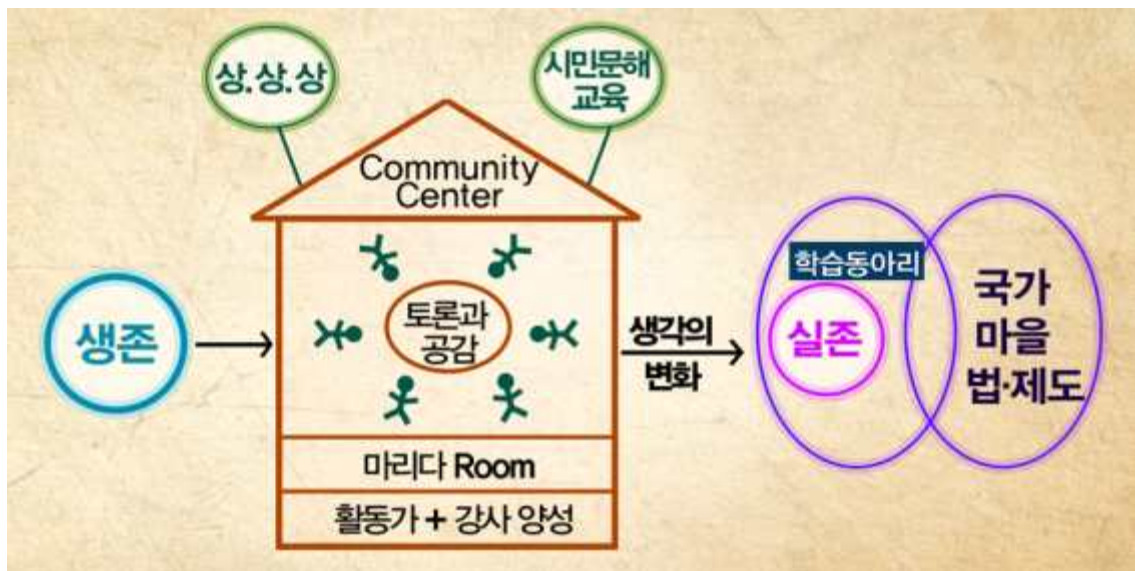 상.상.상
시민문해
교육
Community
Center
생존
토론과
공감
마리다 Room
활동가 + 강사 양성
생각의
변화
학습동아리
실존
국가
마을
법·제도